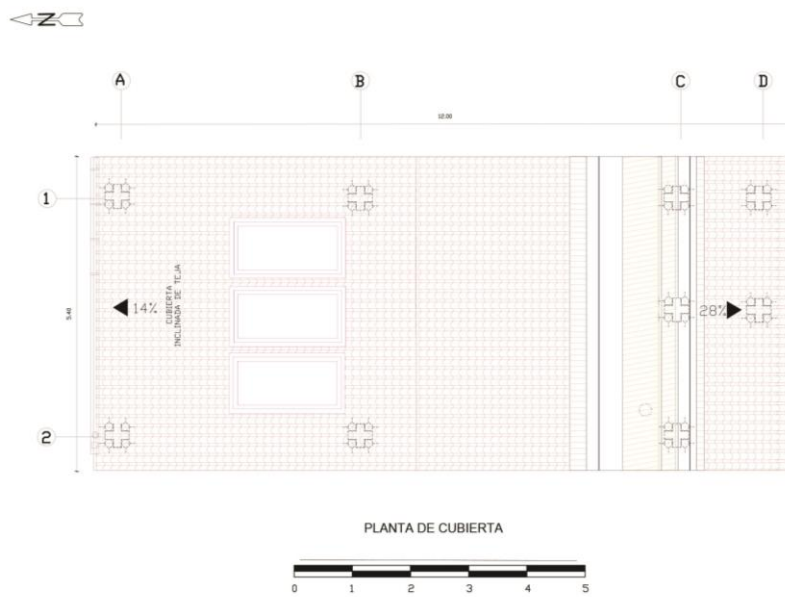 N
A B C D
12.00
1
5.40
14%
CUBIERTA
INCLINADA DE TEJA
28%
2
PLANTA DE CUBIERTA
0 1 2 3 4 5